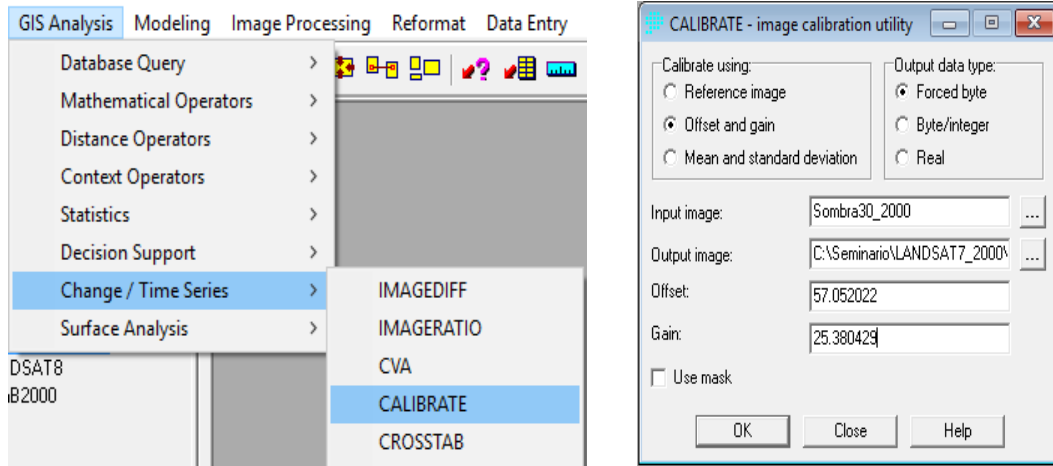 GIS Analysis Modeling Image Processing Reformat Data Entry
Database Query
Mathematical Operators
Distance Operators
Context Operators
Statistics
Decision Support
Change / Time Series
Surface Analysis
IMAGEDIFF
IMAGERATIO
CVA
CALIBRATE
CROSSTAB
DSAT8
B2000
CALIBRATE - image calibration utility
Calibrate using:
Reference image
Offset and gain
Mean and standard deviation
Output data type:
Forced byte
Byte/integer
Real
Input image: Sombra30_2000 ...
Output image: C:\Seminario\LANDSAT7_2000\ ...
Offset: 57.052022
Gain: 25.380429
Use mask
OK Close Help